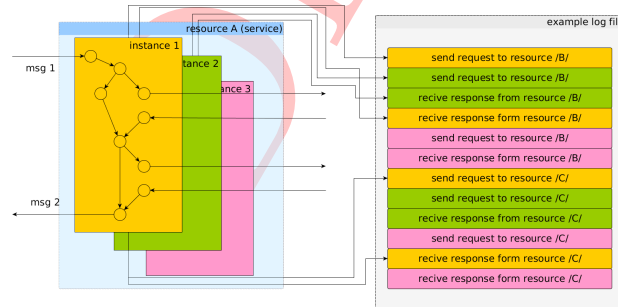 resource A (service)
instance 1
tance 2
ance 3
msg 1
msg 2
example log fil
send request to resource /B/
send request to resource /B/
recive response from resource /B/
recive response form resource /B/
send request to resource /B/
recive response form resource /B/
send request to resource /C/
send request to resource /C/
recive response from resource /C/
send request to resource /C/
recive response form resource /C/
recive response form resource /C/